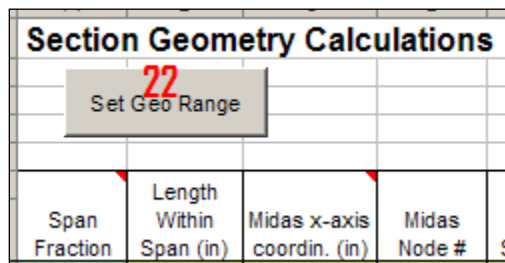 Section Geometry Calculations
22
Set Geo Range
Span Fraction
Length Within Span (in)
Midas x-axis coordin. (in)
Midas Node #